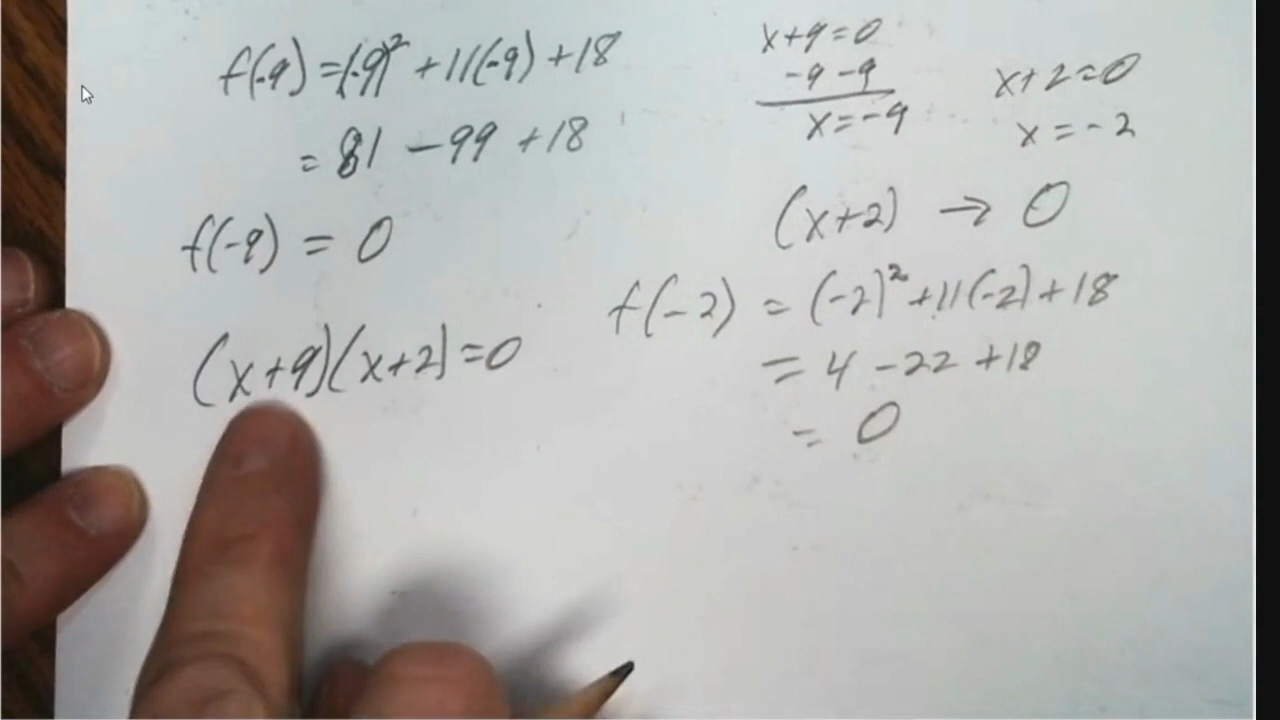 f(-9) = (-9)² + 11(-9) + 18
= 81 - 99 + 18
f(-9) = 0
(x+9)(x+2) = 0
x+9=0
-9 -9
x=-9
x+2=0
x=-2
(x+2) → 0
f(-2) = (-2)² + 11(-2) + 18
= 4 - 22 + 18
= 0